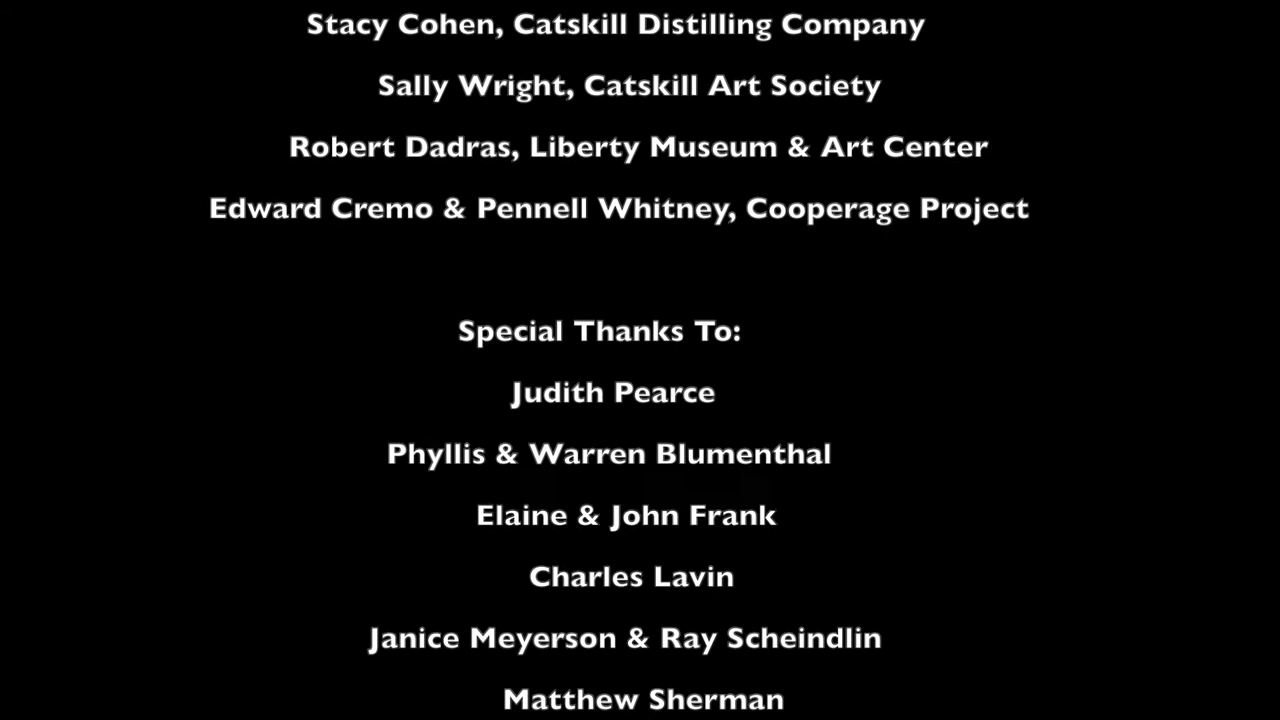 Stacy Cohen, Catskill Distilling Company
Sally Wright, Catskill Art Society
Robert Dadras, Liberty Museum & Art Center
Edward Cremo & Pennell Whitney, Cooperage Project
Special Thanks To:
Judith Pearce
Phyllis & Warren Blumenthal
Elaine & John Frank
Charles Lavin
Janice Meyerson & Ray Scheindlin
Matthew Sherman